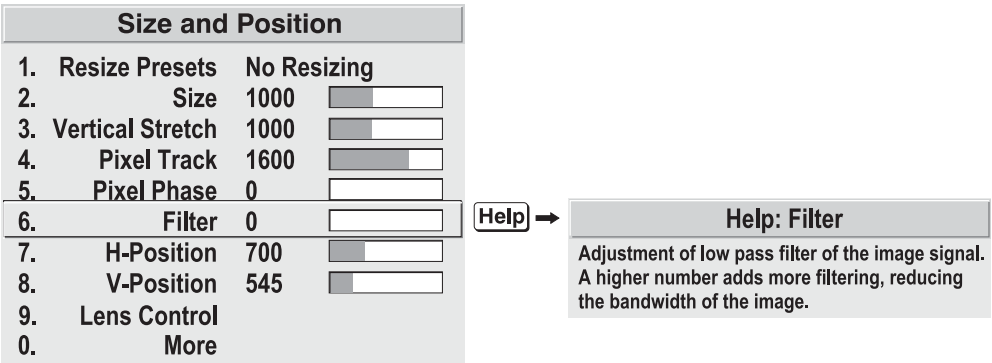 Size and Position
1. Resize Presets No Resizing
2. Size 1000
3. Vertical Stretch 1000
4. Pixel Track 1600
5. Pixel Phase 0
6. Filter 0
7. H-Position 700
8. V-Position 545
9. Lens Control
0. More
Help
Help: Filter
Adjustment of low pass filter of the image signal.
A higher number adds more filtering, reducing
the bandwidth of the image.